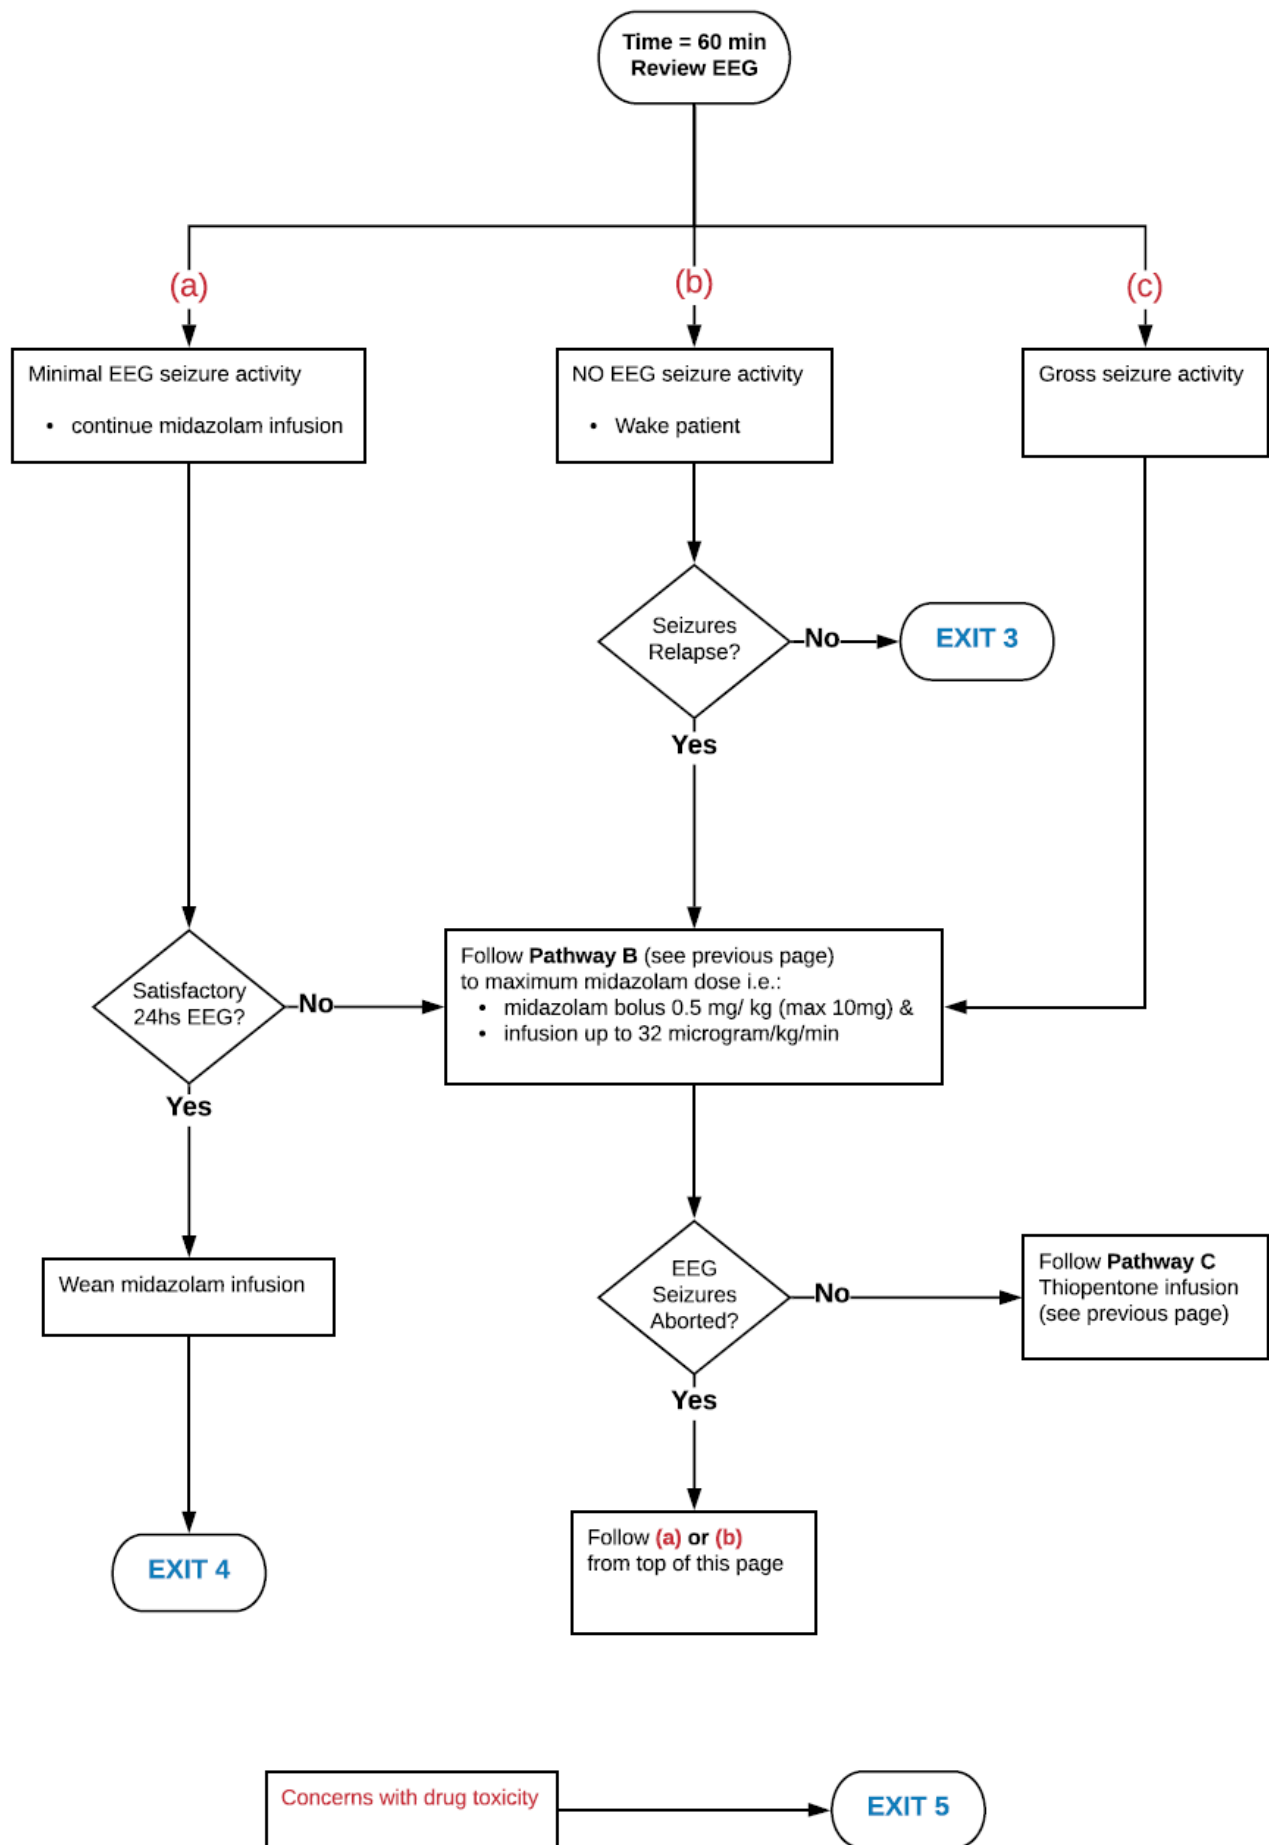 Time = 60 min
Review EEG
(a)
(b)
(c)
Minimal EEG seizure activity
• continue midazolam infusion
NO EEG seizure activity
• Wake patient
Gross seizure activity
Seizures
Relapse?
No
EXIT 3
Yes
Satisfactory
24hs EEG?
No
Follow Pathway B (see previous page)
to maximum midazolam dose i.e.:
• midazolam bolus 0.5 mg/ kg (max 10mg) &
• infusion up to 32 microgram/kg/min
Yes
Wean midazolam infusion
EEG
Seizures
Aborted?
No
Follow Pathway C
Thiopentone infusion
(see previous page)
Yes
EXIT 4
Follow (a) or (b)
from top of this page
Concerns with drug toxicity
EXIT 5